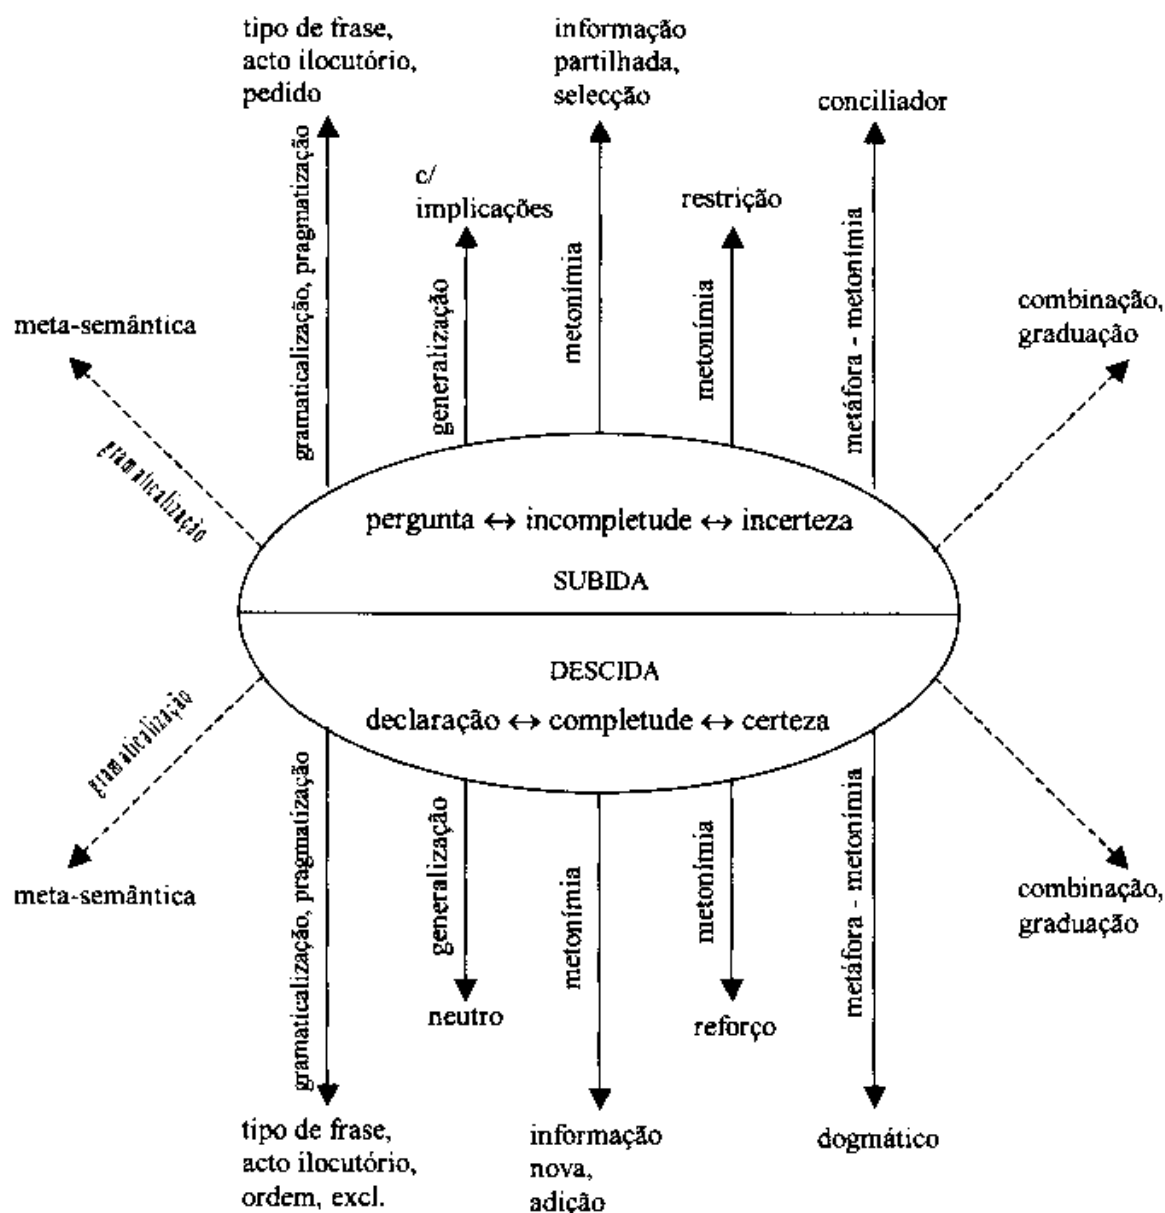 tipo de frase,
acto ilocutório,
pedido
informação
partilhada,
selecção
conciliador
c/
implicações
restrição
gramaticalização, pragmatização
generalização
metonímia
metonímia
metáfora - metonímia
meta-semântica
combinação,
graduação
gramaticalização
pergunta ↔ incompletude ↔ incerteza
SUBIDA
DESCIDA
declaração ↔ completude ↔ certeza
gramaticalização
meta-semântica
combinação,
graduação
gramaticalização, pragmatização
generalização
metonímia
metonímia
metáfora - metonímia
neutro
reforço
tipo de frase,
acto ilocutório,
ordem, excl.
informação
nova,
adição
dogmático